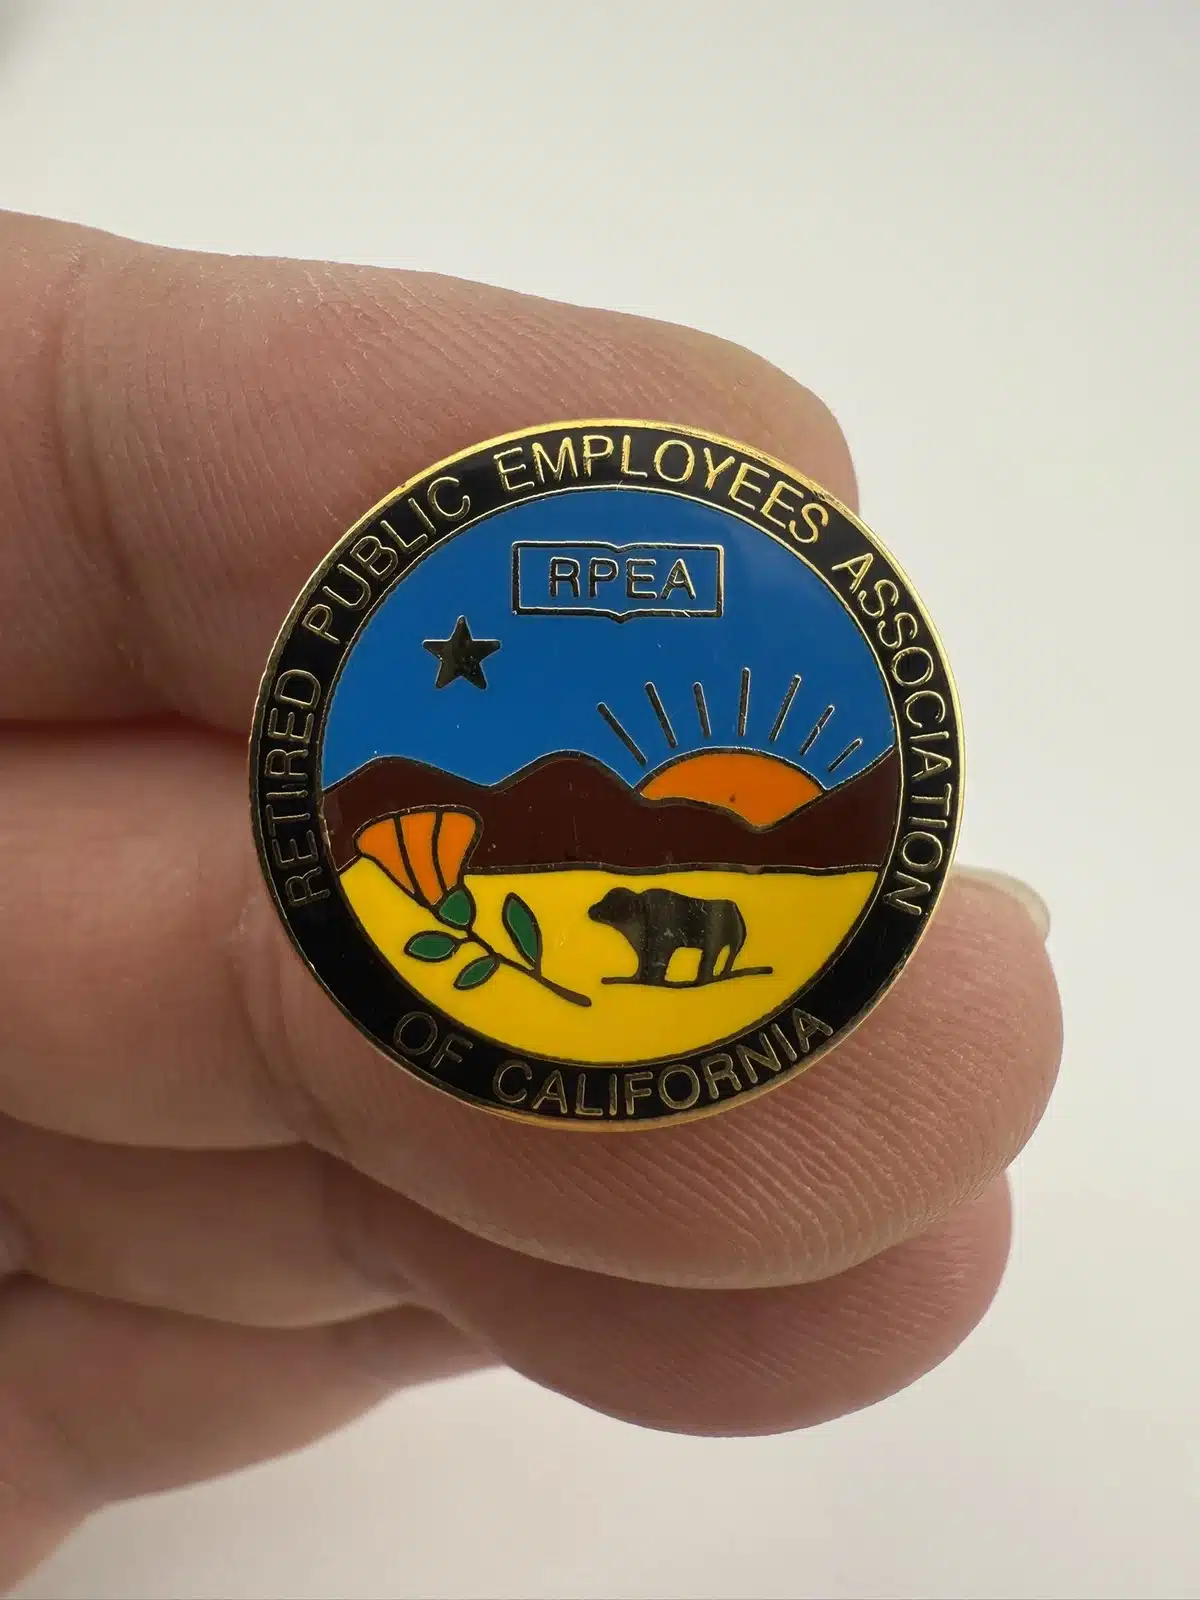 RETIRED PUBLIC EMPLOYEES ASSOCIATION
RPEA
OF CALIFORNIA